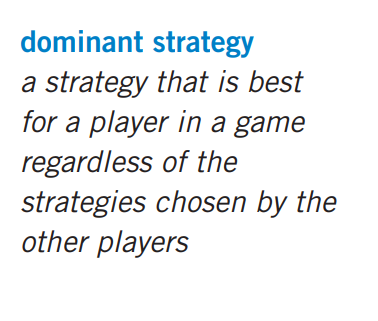 dominant strategy
a strategy that is best
for a player in a game
regardless of the
strategies chosen by the
other players